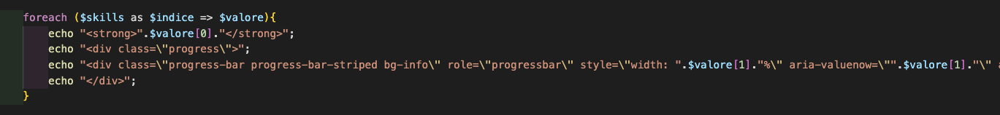 foreach ($skills as $indice => $valore){
echo "<strong>".$valore[0]."</strong>";
echo "<div class=\"progress\">";
echo "<div class=\"progress-bar progress-bar-striped bg-info\" role=\"progressbar\" style=\"width: ".$valore[1]."%\" aria-valuenow=\"".$valore[1]."\"
echo "</div>";
}